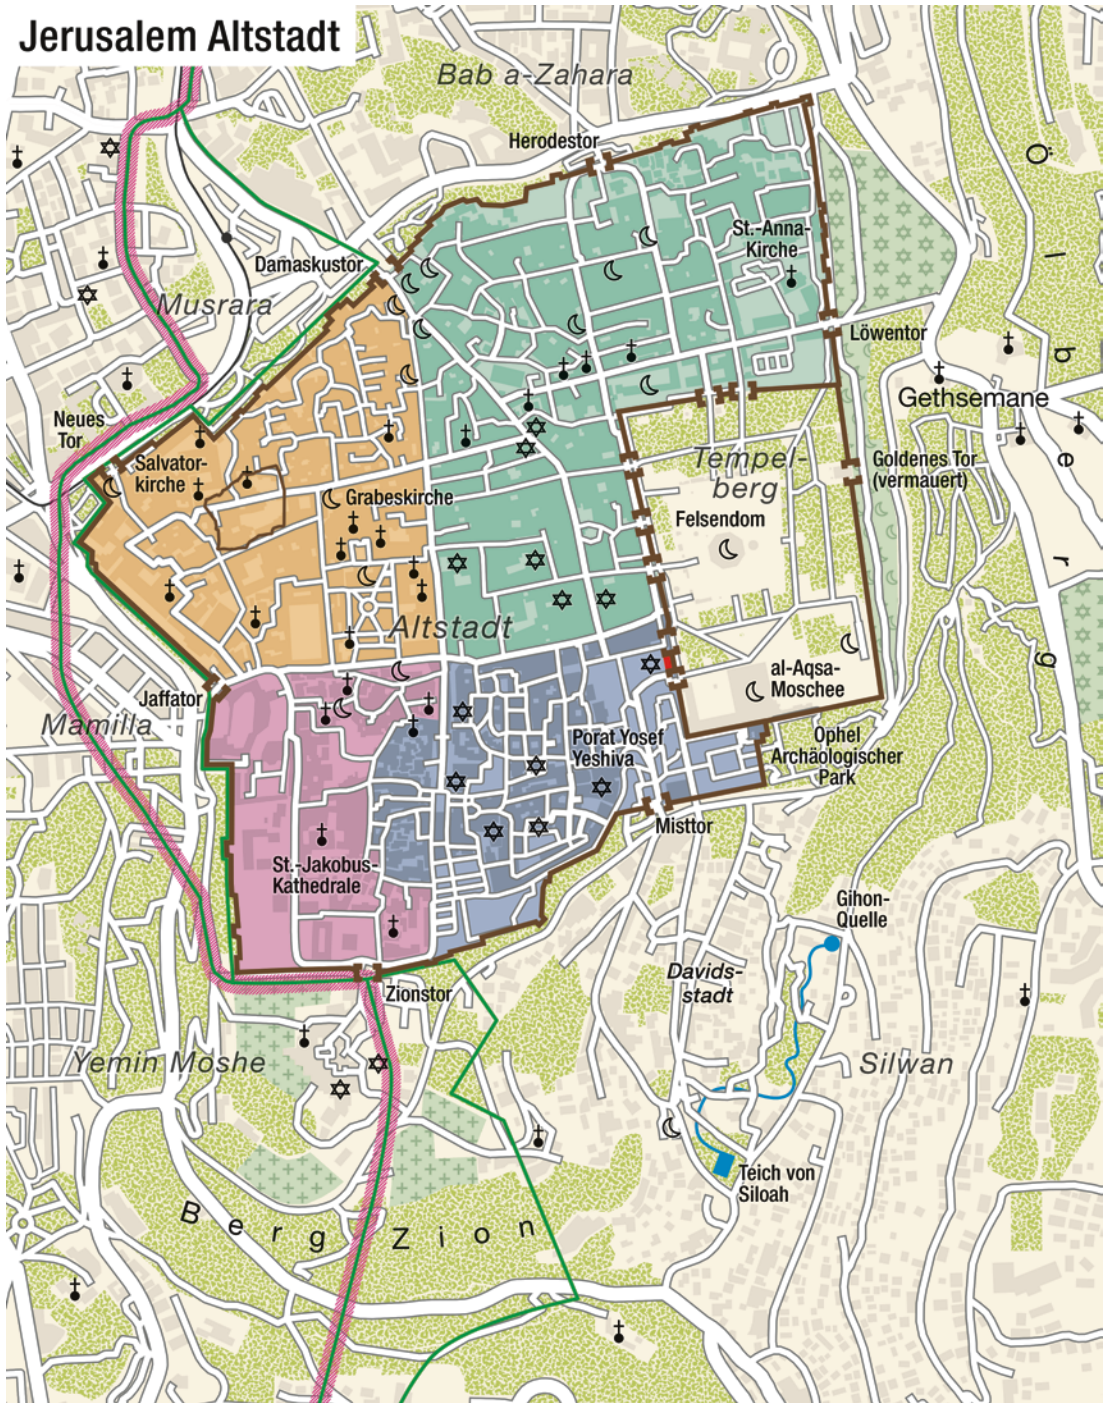 Jerusalem Altstadt
Bab a-Zahara
Herodestor
St.-Anna-
Kirche
Damaskustor
Musrara
Löwentor
Gethsemane
Neues
Tor
Salvator-
kirche
Grabeskirche
Tempel-
berg
Goldenes Tor
(vermauert)
Felsendom
Ölberg
Altstadt
Jaffator
al-Aqsa-
Moschee
Mamilla
Porat Yosef
Yeshiva
Ophel
Archäologischer
Park
Misttor
St.-Jakobus-
Kathedrale
Gihon-
Quelle
Davids-
stadt
Zionstor
Yemin Moshe
Silwan
Teich von
Siloah
Berg Zion